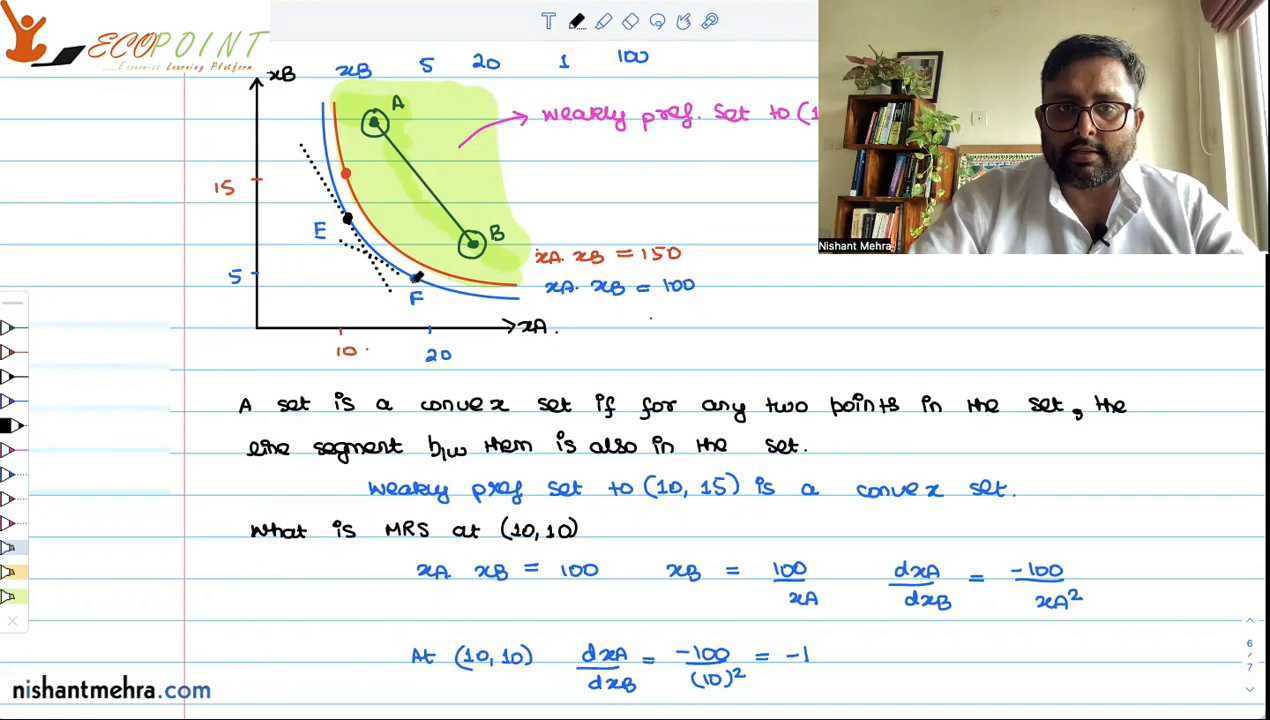 ECOPOINT
.....Economics Learning Platform
xB 5 20 1 100
xB
A
weakly pref. set to (1
15
E
B
xA. xB = 150
5
xA. xB = 100
F
xA.
10
20
Nishant Mehra
A set is a convex set if for any two points in the set, the
line segment b/w them is also in the set.
weakly pref set to (10, 15) is a convex set.
What is MRS at (10, 10)
xA. xB = 100 xB = 100/xA dxA/dxB = -100/xA²
At (10, 10) dxA/dxB = -100/(10)² = -1
6
/
7
nishantmehra.com